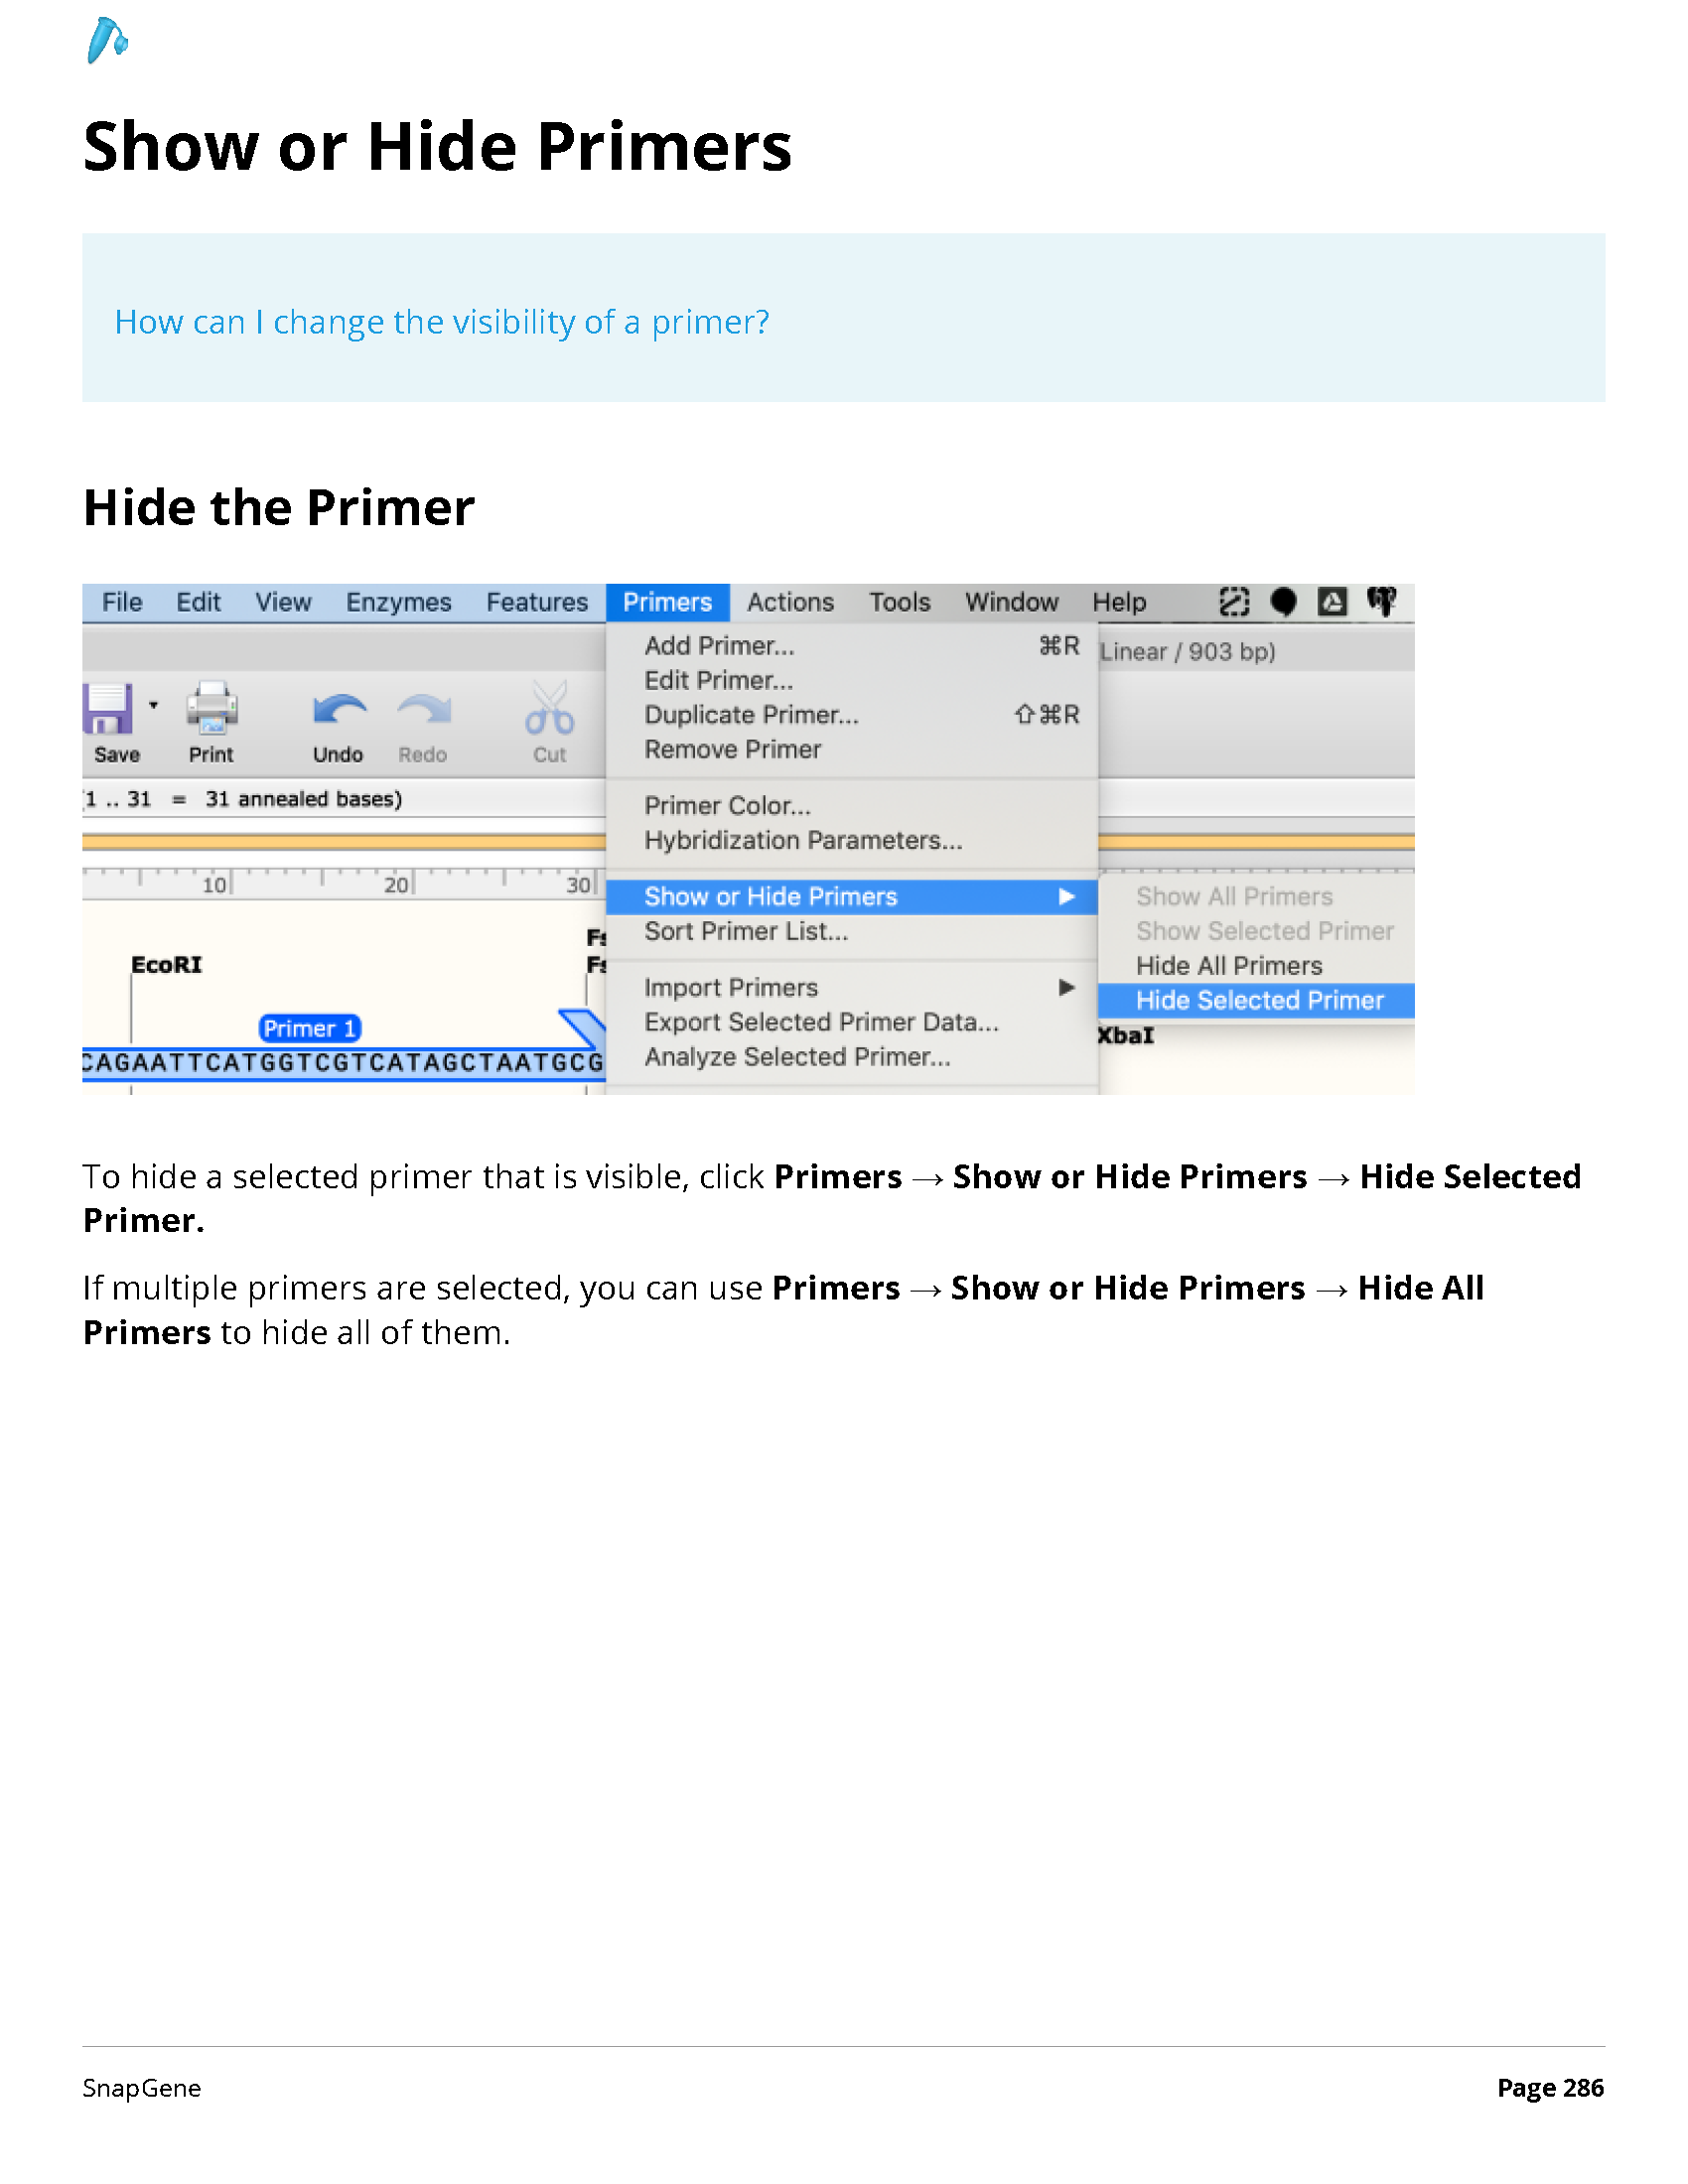 Show or Hide Primers
How can I change the visibility of a primer?
Hide the Primer
File Edit View Enzymes Features Primers Actions Tools Window Help
Add Primer... ⌘R
Linear / 903 bp)
Edit Primer...
Duplicate Primer... ⇧⌘R
Remove Primer
Save Print Undo Redo Cut
1 .. 31 = 31 annealed bases)
Primer Color...
Hybridization Parameters...
10 20 30
Show or Hide Primers ▶
Show All Primers
Sort Primer List...
Show Selected Primer
Hide All Primers
Hide Selected Primer
EcoRI
Import Primers ▶
Export Selected Primer Data...
Analyze Selected Primer...
Primer 1
XbaI
CAGAATTCATGGTCGTCATAGCTAATGCG
To hide a selected primer that is visible, click Primers → Show or Hide Primers → Hide Selected
Primer.
If multiple primers are selected, you can use Primers → Show or Hide Primers → Hide All
Primers to hide all of them.
SnapGene Page 286